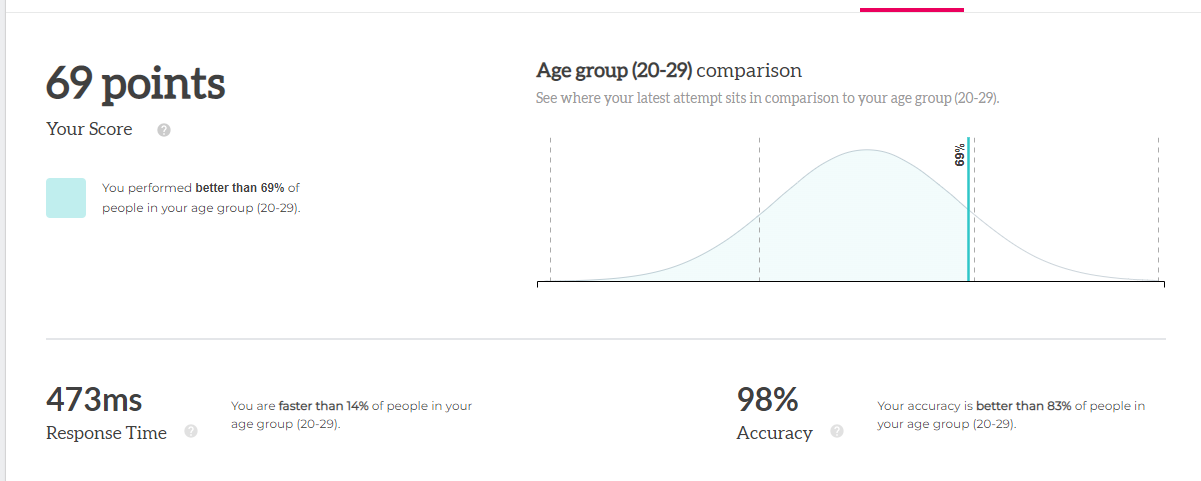 69 points
Your Score ?
You performed better than 69% of
people in your age group (20-29).
Age group (20-29) comparison
See where your latest attempt sits in comparison to your age group (20-29).
69%
473ms
Response Time ?
You are faster than 14% of people in your
age group (20-29).
98%
Accuracy ?
Your accuracy is better than 83% of people in
your age group (20-29).